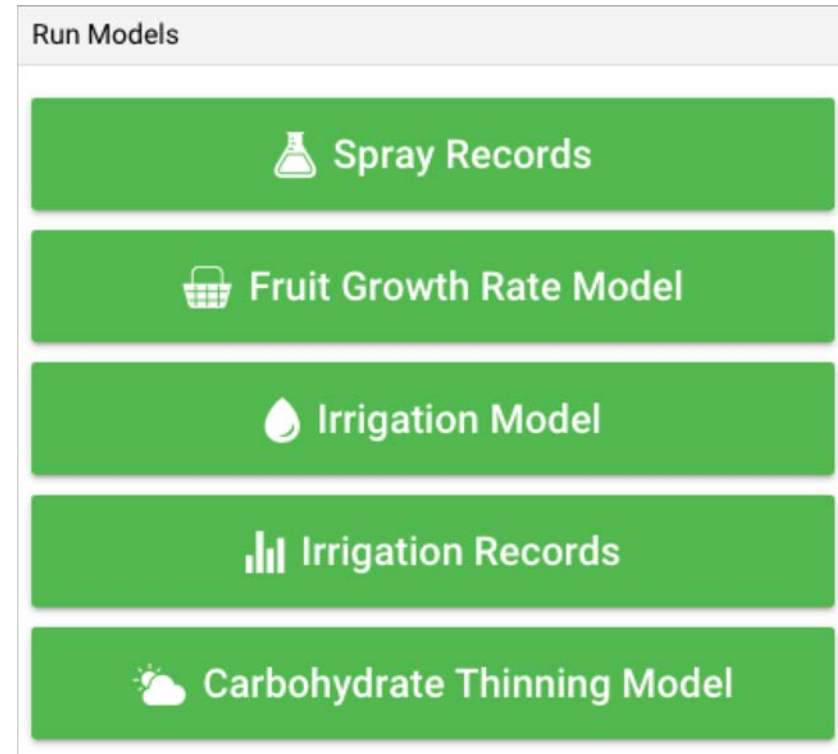 Run Models
Spray Records
Fruit Growth Rate Model
Irrigation Model
Irrigation Records
Carbohydrate Thinning Model